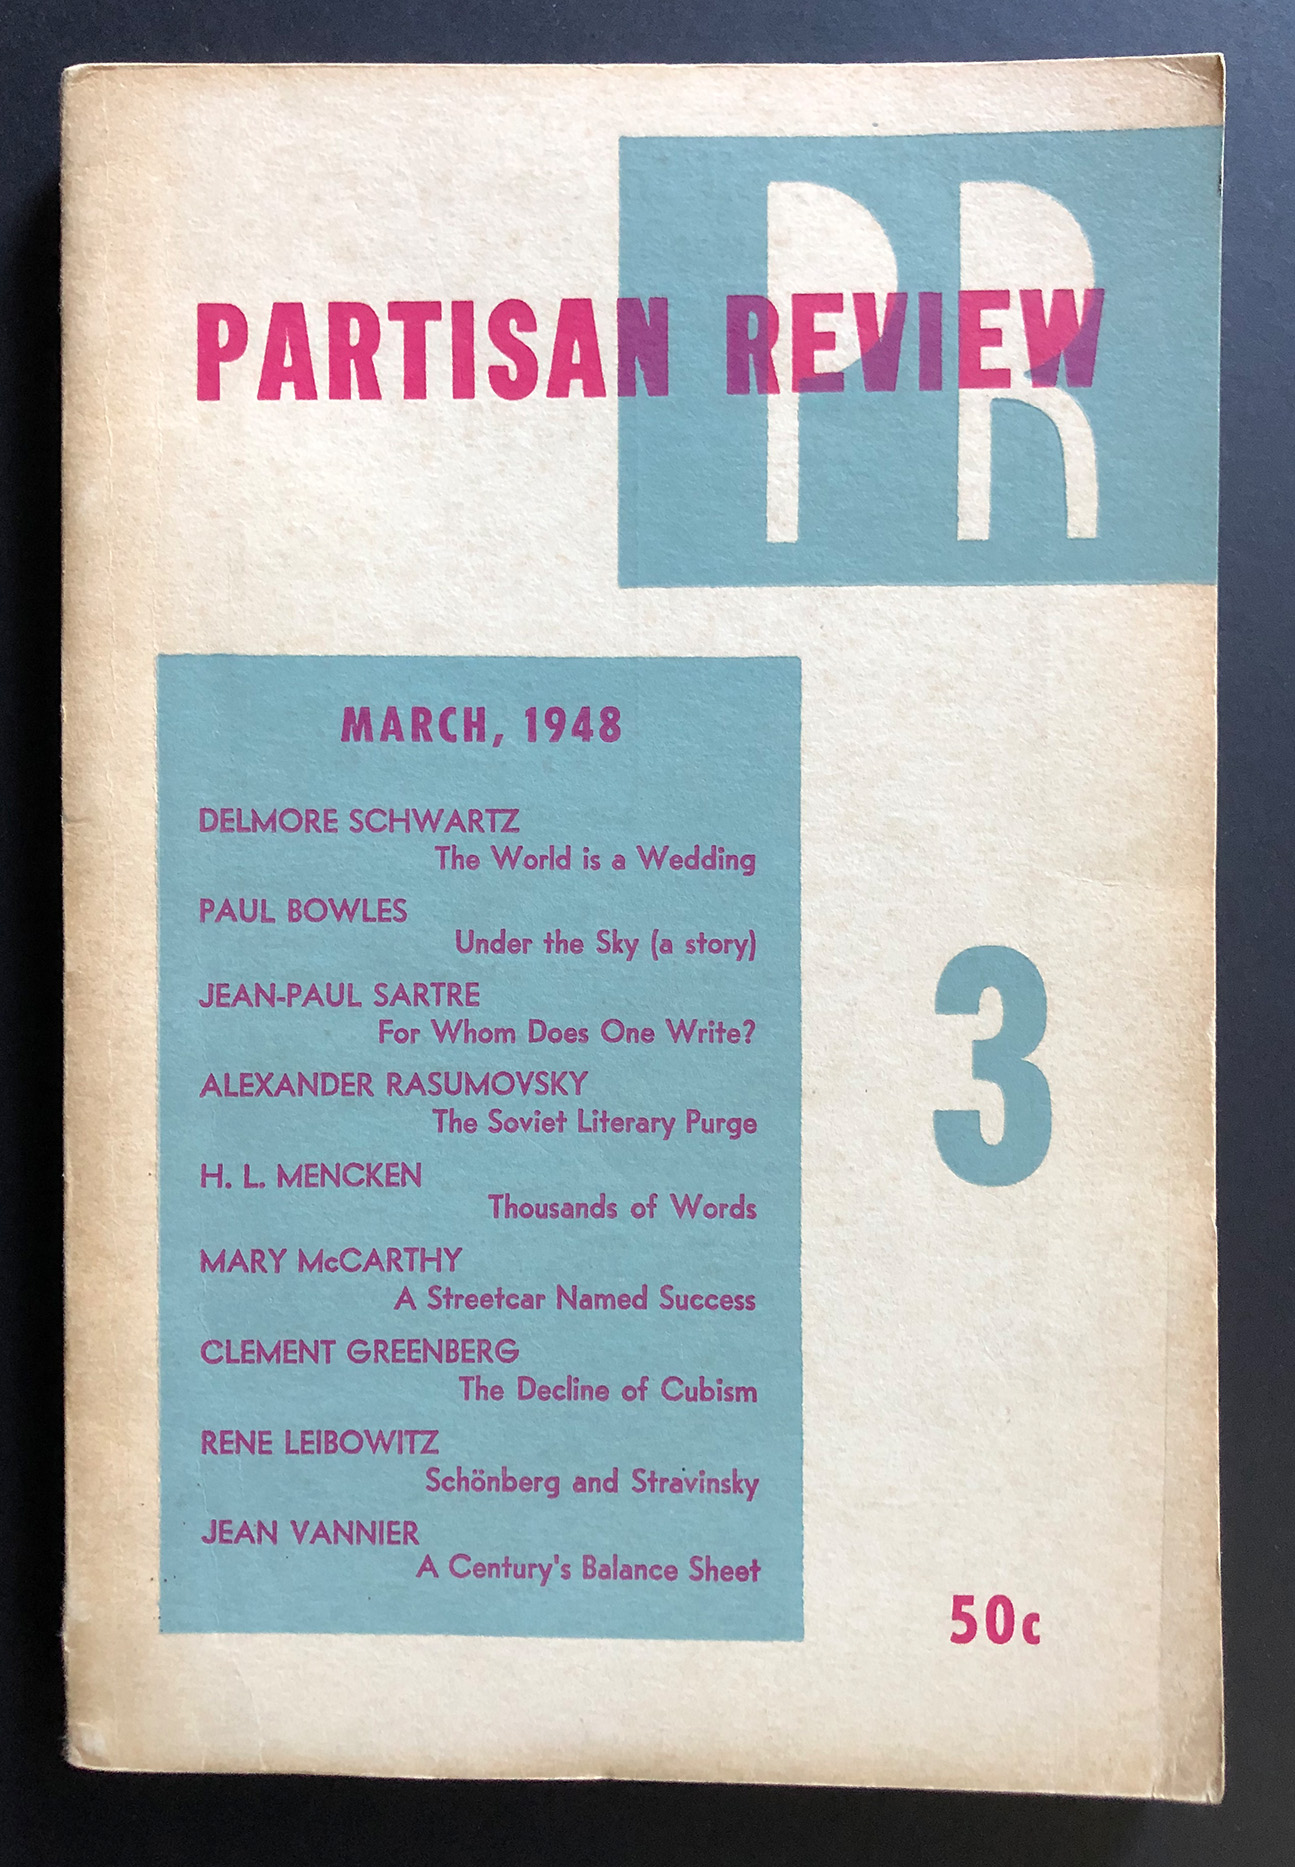 PR
PARTISAN REVIEW
MARCH, 1948
DELMORE SCHWARTZ
The World is a Wedding
PAUL BOWLES
Under the Sky (a story)
JEAN-PAUL SARTRE
For Whom Does One Write?
ALEXANDER RASUMOVSKY
The Soviet Literary Purge
H. L. MENCKEN
Thousands of Words
MARY McCARTHY
A Streetcar Named Success
CLEMENT GREENBERG
The Decline of Cubism
RENE LEIBOWITZ
Schönberg and Stravinsky
JEAN VANNIER
A Century's Balance Sheet
3
50c